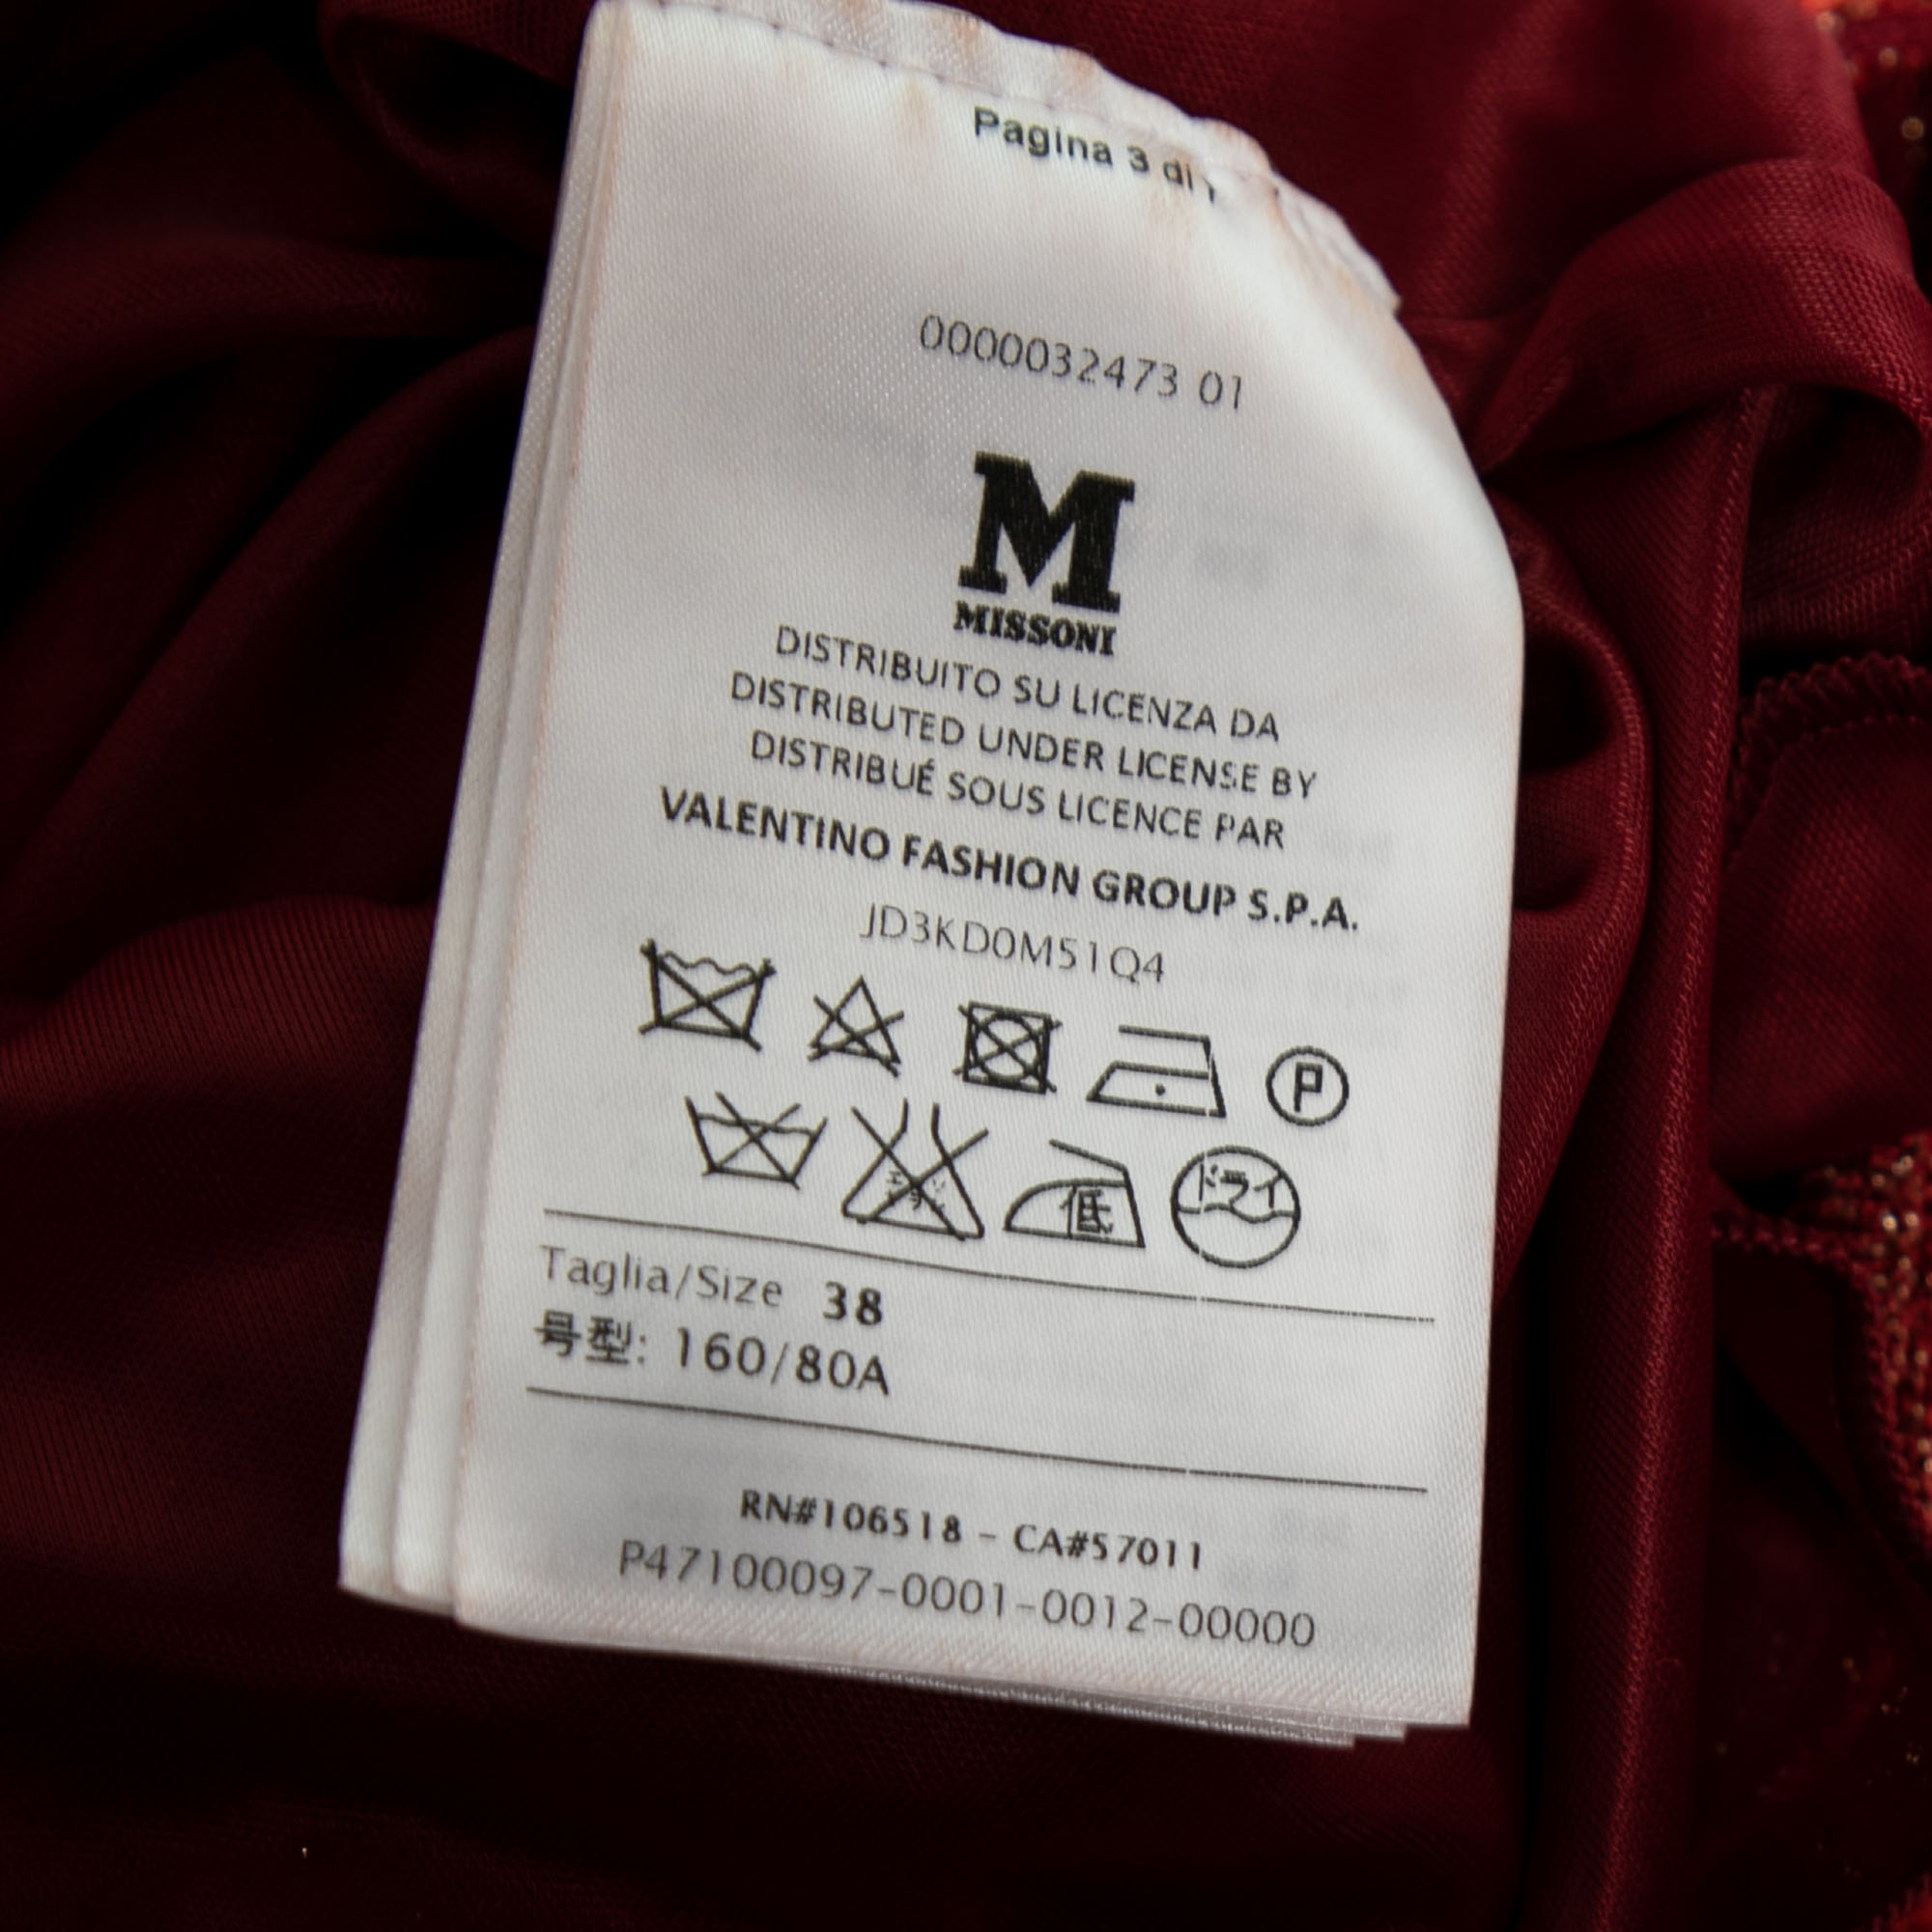 Pagina 3 di
0000032473 01
M
MISSONI
DISTRIBUITO SU LICENZA DA
DISTRIBUTED UNDER LICENSE BY
DISTRIBUÉ SOUS LICENCE PAR
VALENTINO FASHION GROUP S.P.A.
JD3KD0M51Q4
P
低 ドライ
Taglia/Size 38
号型: 160/80A
RN#106518 - CA#57011
P47100097-0001-0012-00000